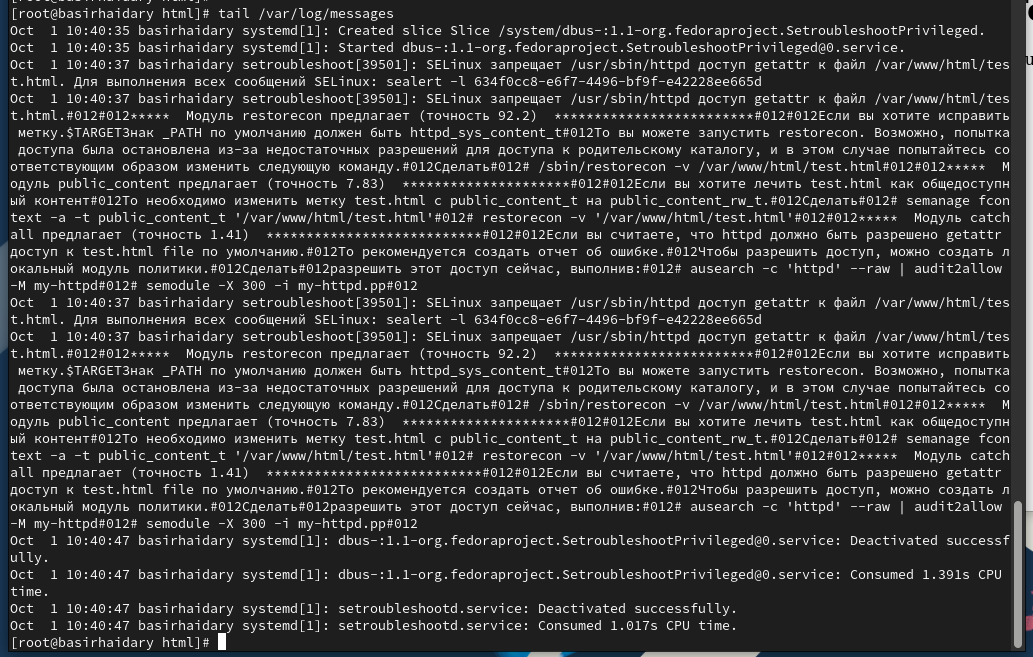 [root@basirhaidary html]# tail /var/log/messages
Oct  1 10:40:35 basirhaidary systemd[1]: Created slice Slice /system/dbus-:1.1-org.fedoraproject.SetroubleshootPrivileged.
Oct  1 10:40:35 basirhaidary systemd[1]: Started dbus-:1.1-org.fedoraproject.SetroubleshootPrivileged@0.service.
Oct  1 10:40:37 basirhaidary setroubleshoot[39501]: SELinux запрещает /usr/sbin/httpd доступ getattr к файл /var/www/html/tes
t.html. Для выполнения всех сообщений SELinux: sealert -l 634f0cc8-e6f7-4496-bf9f-e42228ee665d
Oct  1 10:40:37 basirhaidary setroubleshoot[39501]: SELinux запрещает /usr/sbin/httpd доступ getattr к файл /var/www/html/tes
t.html.#012#012*****  Модуль restorecon предлагает (точность 92.2)  *************************#012#012Если вы хотите исправить
 метку.$TARGETЗнак _PATH по умолчанию должен быть httpd_sys_content_t#012То вы можете запустить restorecon. Возможно, попытка
 доступа была остановлена из-за недостаточных разрешений для доступа к родительскому каталогу, и в этом случае попытайтесь со
ответствующим образом изменить следующую команду.#012Сделать#012# /sbin/restorecon -v /var/www/html/test.html#012#012*****  М
одуль public_content предлагает (точность 7.83)  *********************#012#012Если вы хотите лечить test.html как общедоступн
ый контент#012То необходимо изменить метку test.html с public_content_t на public_content_rw_t.#012Сделать#012# semanage fcon
text -a -t public_content_t '/var/www/html/test.html'#012# restorecon -v '/var/www/html/test.html'#012#012*****  Модуль catch
all предлагает (точность 1.41)  **************************#012#012Если вы считаете, что httpd должно быть разрешено getattr
доступ к test.html file по умолчанию.#012То рекомендуется создать отчет об ошибке.#012Чтобы разрешить доступ, можно создать л
окальный модуль политики.#012Сделать#012разрешить этот доступ сейчас, выполнив:#012# ausearch -c 'httpd' --raw | audit2allow
-M my-httpd#012# semodule -X 300 -i my-httpd.pp#012
Oct  1 10:40:37 basirhaidary setroubleshoot[39501]: SELinux запрещает /usr/sbin/httpd доступ getattr к файл /var/www/html/tes
t.html. Для выполнения всех сообщений SELinux: sealert -l 634f0cc8-e6f7-4496-bf9f-e42228ee665d
Oct  1 10:40:37 basirhaidary setroubleshoot[39501]: SELinux запрещает /usr/sbin/httpd доступ getattr к файл /var/www/html/tes
t.html.#012#012*****  Модуль restorecon предлагает (точность 92.2)  *************************#012#012Если вы хотите исправить
 метку.$TARGETЗнак _PATH по умолчанию должен быть httpd_sys_content_t#012То вы можете запустить restorecon. Возможно, попытка
 доступа была остановлена из-за недостаточных разрешений для доступа к родительскому каталогу, и в этом случае попытайтесь со
ответствующим образом изменить следующую команду.#012Сделать#012# /sbin/restorecon -v /var/www/html/test.html#012#012*****  М
одуль public_content предлагает (точность 7.83)  *********************#012#012Если вы хотите лечить test.html как общедоступн
ый контент#012То необходимо изменить метку test.html с public_content_t на public_content_rw_t.#012Сделать#012# semanage fcon
text -a -t public_content_t '/var/www/html/test.html'#012# restorecon -v '/var/www/html/test.html'#012#012*****  Модуль catch
all предлагает (точность 1.41)  **************************#012#012Если вы считаете, что httpd должно быть разрешено getattr
доступ к test.html file по умолчанию.#012То рекомендуется создать отчет об ошибке.#012Чтобы разрешить доступ, можно создать л
окальный модуль политики.#012Сделать#012разрешить этот доступ сейчас, выполнив:#012# ausearch -c 'httpd' --raw | audit2allow
-M my-httpd#012# semodule -X 300 -i my-httpd.pp#012
Oct  1 10:40:47 basirhaidary systemd[1]: dbus-:1.1-org.fedoraproject.SetroubleshootPrivileged@0.service: Deactivated successf
ully.
Oct  1 10:40:47 basirhaidary systemd[1]: dbus-:1.1-org.fedoraproject.SetroubleshootPrivileged@0.service: Consumed 1.391s CPU
time.
Oct  1 10:40:47 basirhaidary systemd[1]: setroubleshootd.service: Deactivated successfully.
Oct  1 10:40:47 basirhaidary systemd[1]: setroubleshootd.service: Consumed 1.017s CPU time.
[root@basirhaidary html]#